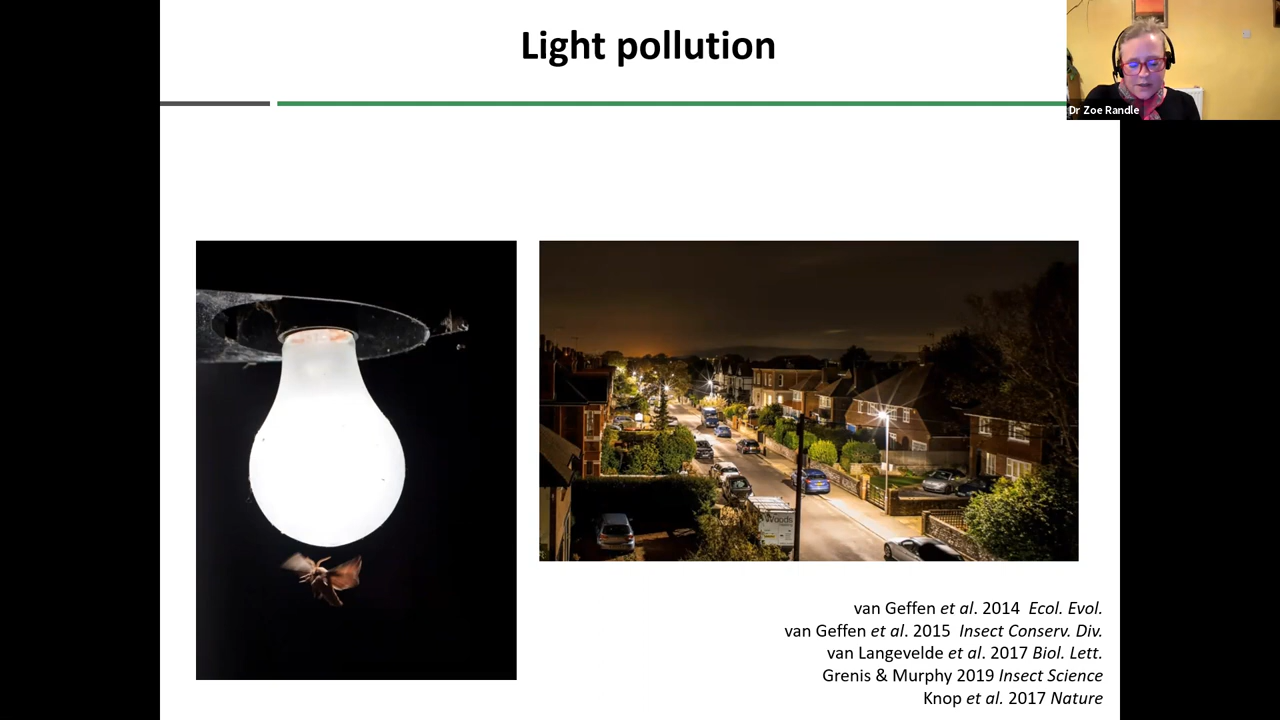 Light pollution
Dr Zoe Randle
Woods
van Geffen et al. 2014 Ecol. Evol.
van Geffen et al. 2015 Insect Conserv. Div.
van Langevelde et al. 2017 Biol. Lett.
Grenis & Murphy 2019 Insect Science
Knop et al. 2017 Nature